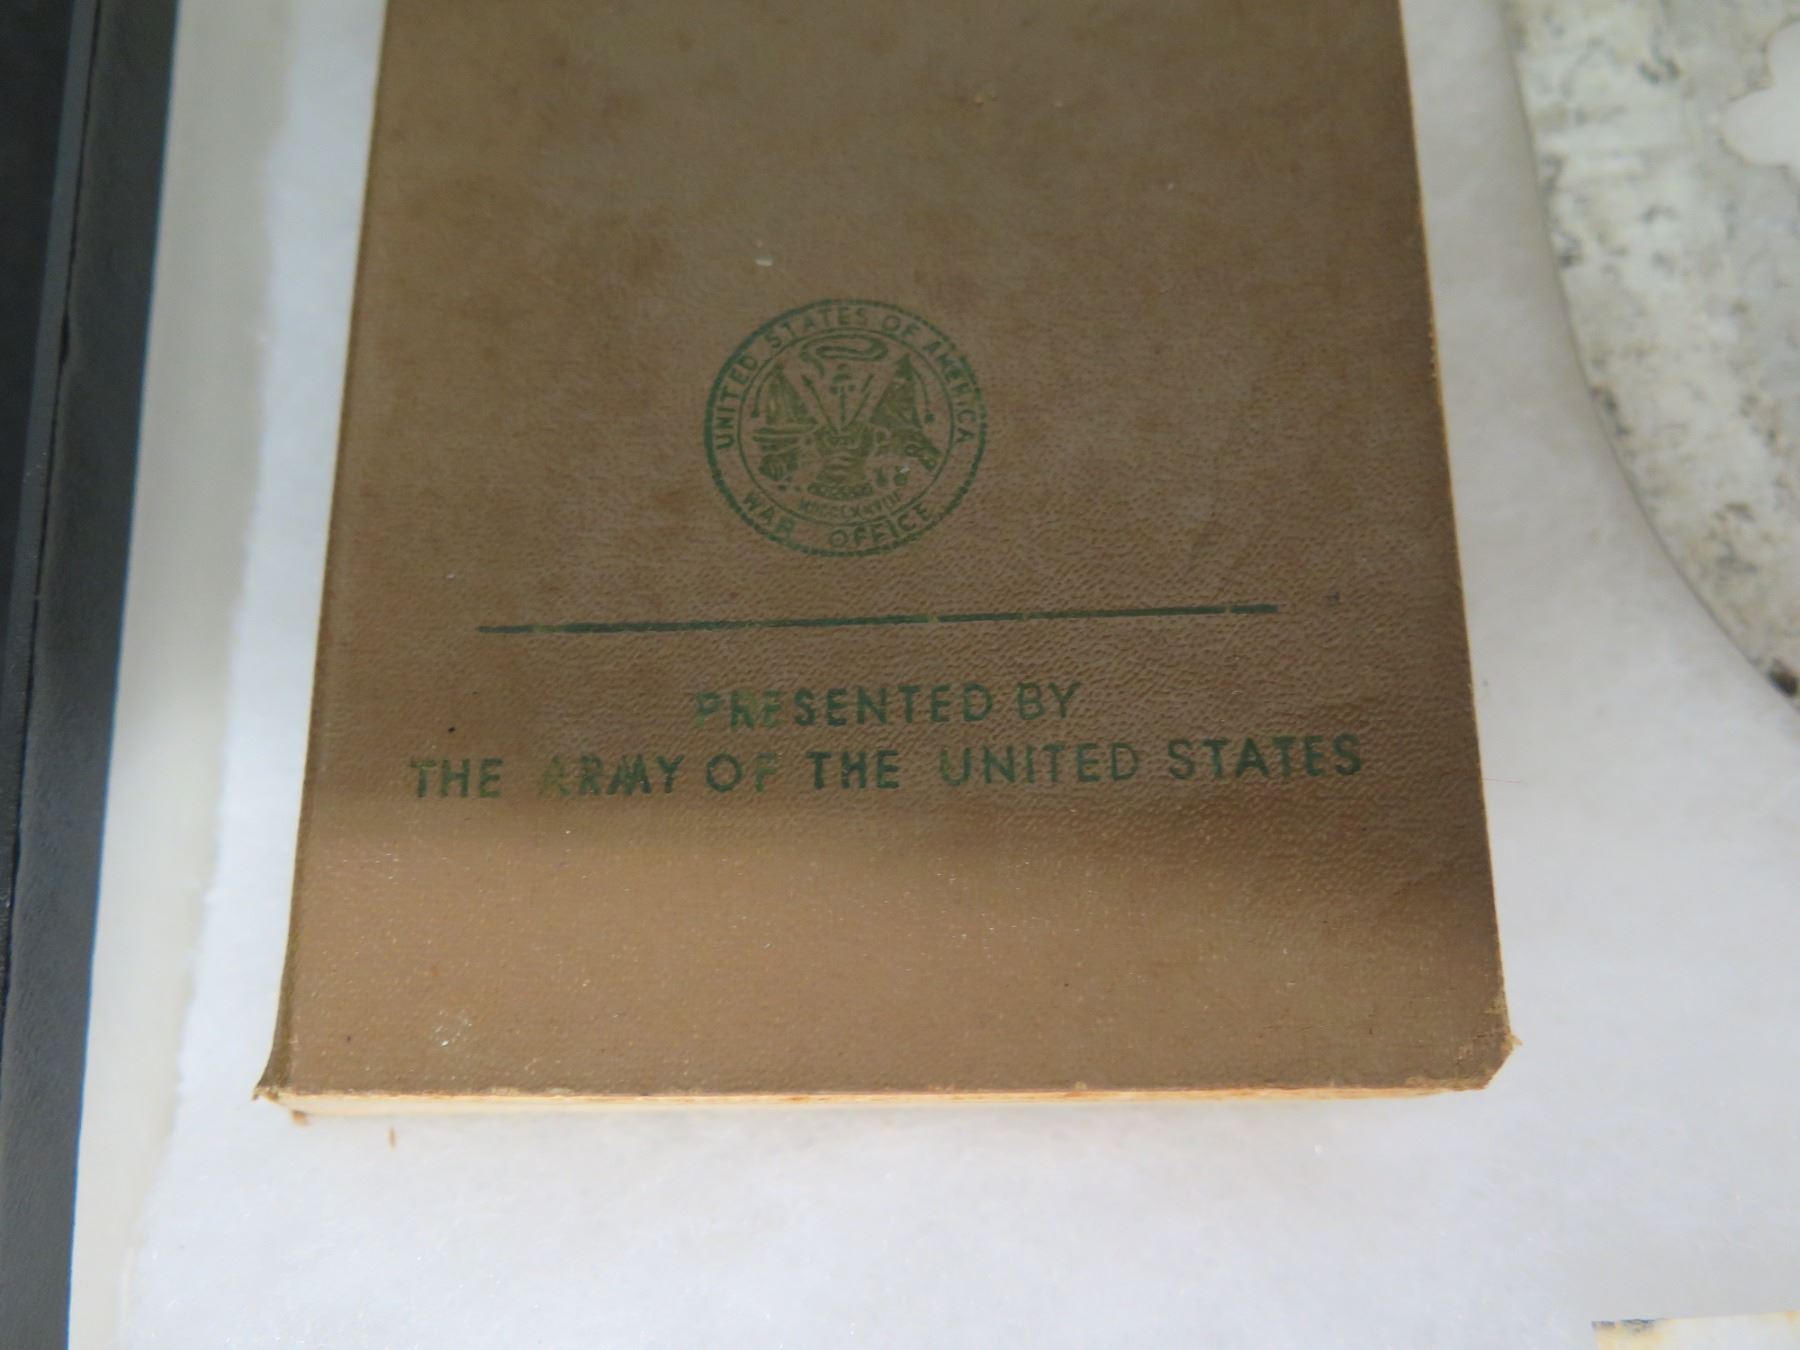 UNITED STATES OF AMERICA
WAR OFFICE
PRESENTED BY
THE ARMY OF THE UNITED STATES